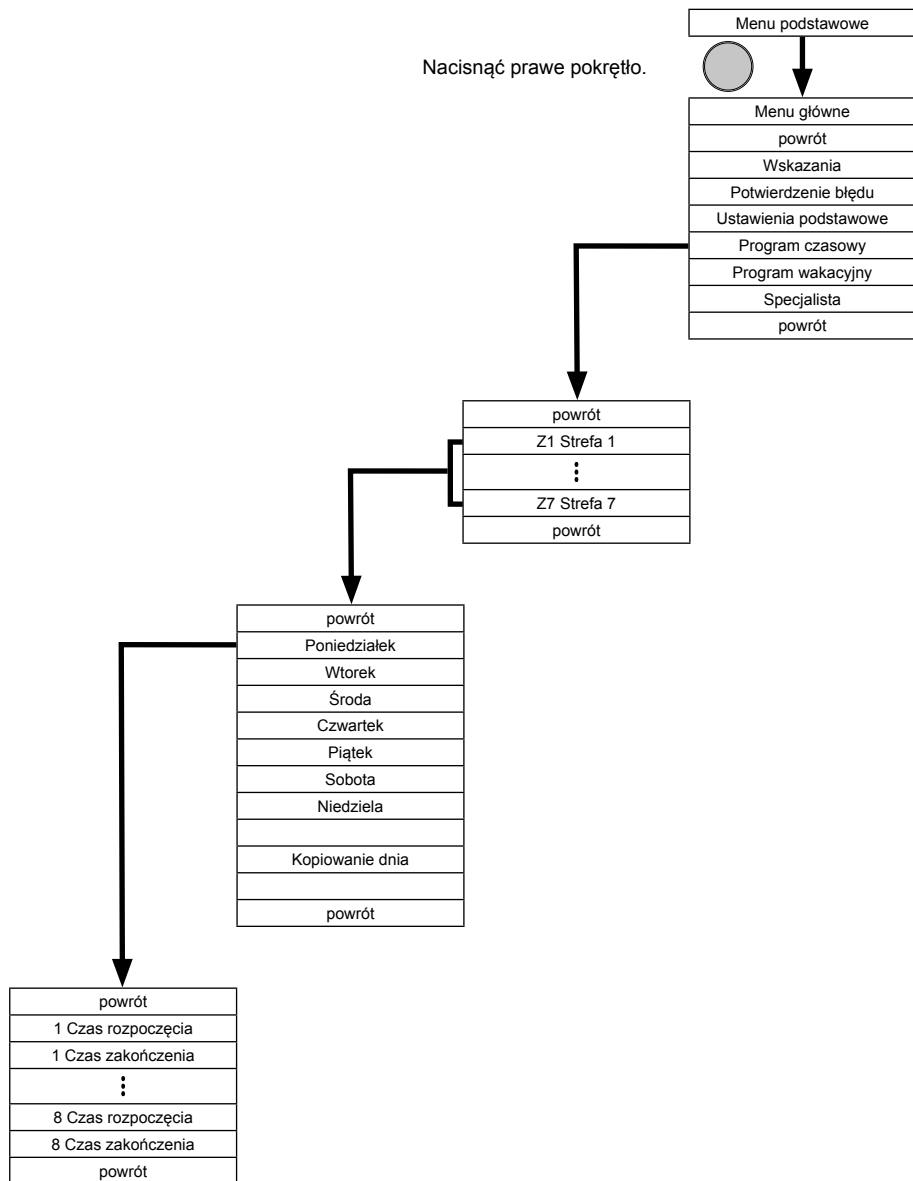 Menu podstawowe
Nacisnąć prawe pokrętło.
Menu główne
powrót
Wskazania
Potwierdzenie błędu
Ustawienia podstawowe
Program czasowy
Program wakacyjny
Specjalista
powrót
powrót
Z1 Strefa 1
Z7 Strefa 7
powrót
powrót
Poniedziałek
Wtorek
Środa
Czwartek
Piątek
Sobota
Niedziela
Kopiowanie dnia
powrót
powrót
1 Czas rozpoczęcia
1 Czas zakończenia
8 Czas rozpoczęcia
8 Czas zakończenia
powrót